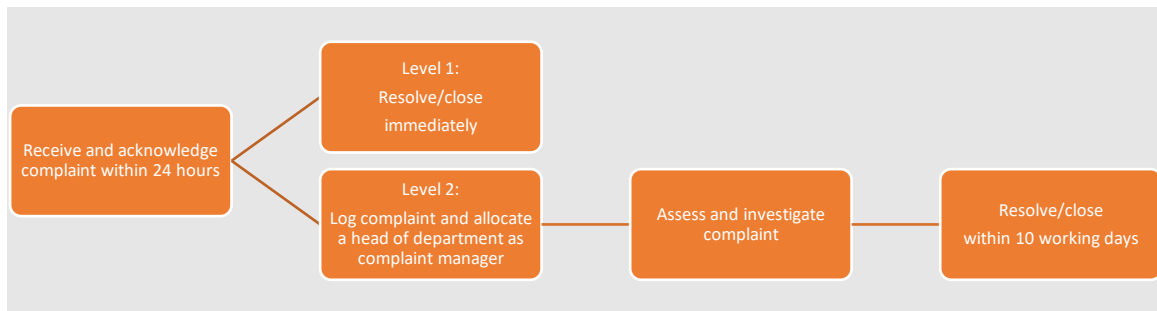 Receive and acknowledge
complaint within 24 hours
Level 1:
Resolve/close
immediately
Level 2:
Log complaint and allocate
a head of department as
complaint manager
Assess and investigate
complaint
Resolve/close
within 10 working days